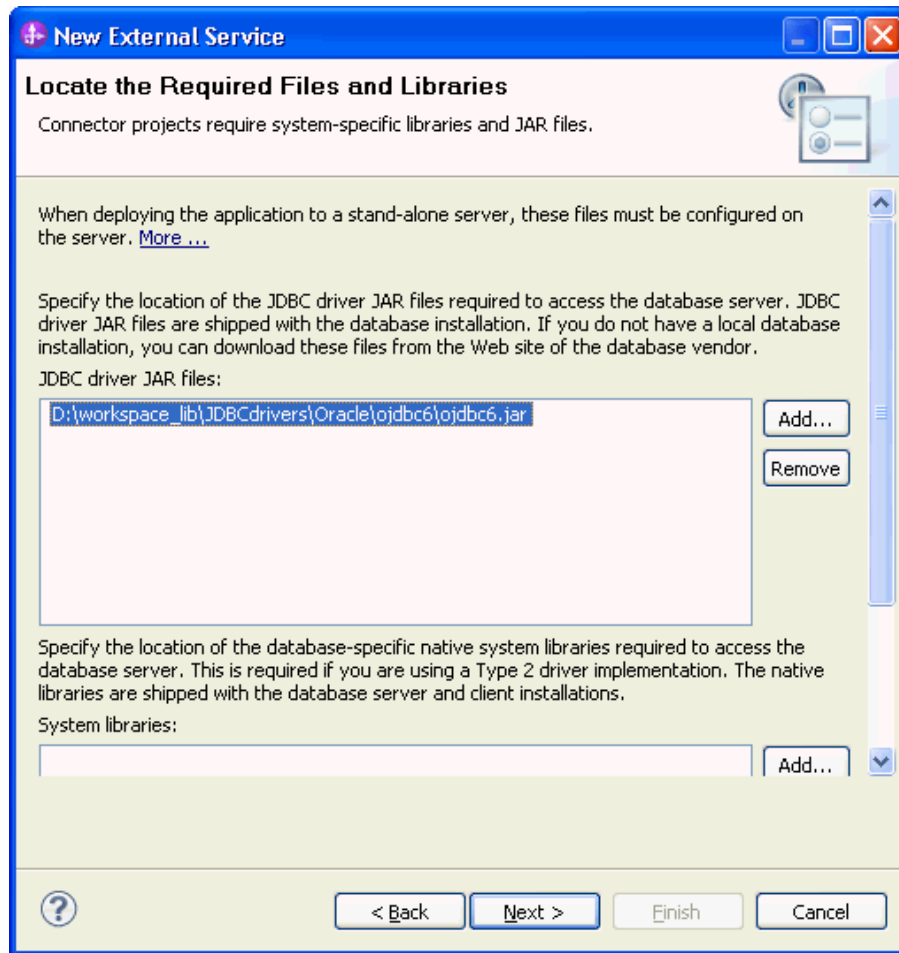 New External Service
Locate the Required Files and Libraries
Connector projects require system-specific libraries and JAR files.
When deploying the application to a stand-alone server, these files must be configured on
the server. More ...
Specify the location of the JDBC driver JAR files required to access the database server. JDBC
driver JAR files are shipped with the database installation. If you do not have a local database
installation, you can download these files from the Web site of the database vendor.
JDBC driver JAR files:
D:\workspace_lib\JDBCdrivers\Oracle\ojdbc6\ojdbc6.jar
Add...
Remove
Specify the location of the database-specific native system libraries required to access the
database server. This is required if you are using a Type 2 driver implementation. The native
libraries are shipped with the database server and client installations.
System libraries:
Add...
< Back
Next >
Finish
Cancel